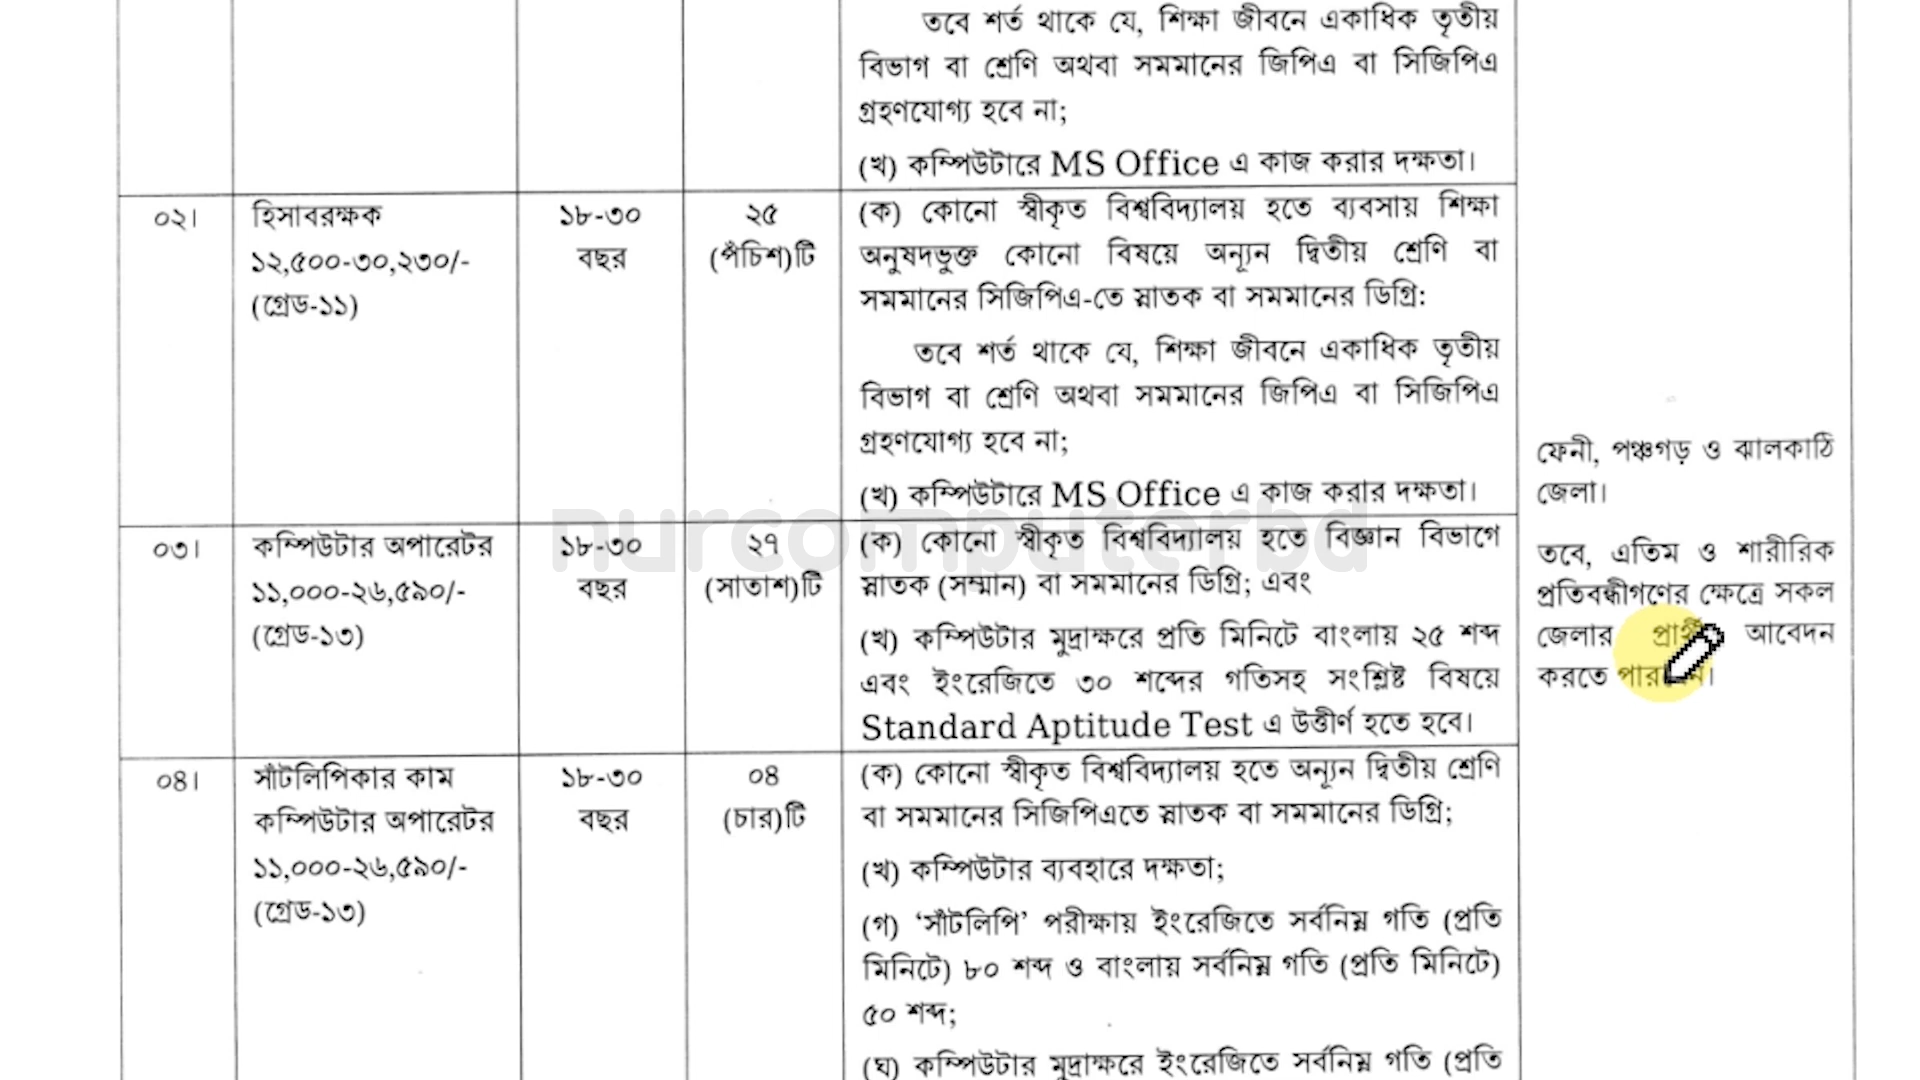 তবে শর্ত থাকে যে, শিক্ষা জীবনে একাধিক তৃতীয়
বিভাগ বা শ্রেণি অথবা সমমানের জিপিএ বা সিজিপিএ
গ্রহণযোগ্য হবে না;
(খ) কম্পিউটারে MS Office এ কাজ করার দক্ষতা।
০২।
হিসাবরক্ষক
১২,৫০০-৩০,২৩০/-
(গ্রেড-১১)
১৮-৩০
বছর
২৫
(পঁচিশ)টি
(ক) কোনো স্বীকৃত বিশ্ববিদ্যালয় হতে ব্যবসায় শিক্ষা
অনুষদভুক্ত কোনো বিষয়ে অন্যূন দ্বিতীয় শ্রেণি বা
সমমানের সিজিপিএ-তে স্নাতক বা সমমানের ডিগ্রি:
তবে শর্ত থাকে যে, শিক্ষা জীবনে একাধিক তৃতীয়
বিভাগ বা শ্রেণি অথবা সমমানের জিপিএ বা সিজিপিএ
গ্রহণযোগ্য হবে না;
(খ) কম্পিউটারে MS Office এ কাজ করার দক্ষতা।
০৩।
কম্পিউটার অপারেটর
১১,০০০-২৬,৫৯০/-
(গ্রেড-১৩)
১৮-৩০
বছর
২৭
(সাতাশ)টি
(ক) কোনো স্বীকৃত বিশ্ববিদ্যালয় হতে বিজ্ঞান বিভাগে
স্নাতক (সম্মান) বা সমমানের ডিগ্রি; এবং
(খ) কম্পিউটার মুদ্রাক্ষরে প্রতি মিনিটে বাংলায় ২৫ শব্দ
এবং ইংরেজিতে ৩০ শব্দের গতিসহ সংশ্লিষ্ট বিষয়ে
Standard Aptitude Test এ উত্তীর্ণ হতে হবে।
০৪।
সাঁটলিপিকার কাম
কম্পিউটার অপারেটর
১১,০০০-২৬,৫৯০/-
(গ্রেড-১৩)
১৮-৩০
বছর
০৪
(চার)টি
(ক) কোনো স্বীকৃত বিশ্ববিদ্যালয় হতে অন্যূন দ্বিতীয় শ্রেণি
বা সমমানের সিজিপিএতে স্নাতক বা সমমানের ডিগ্রি;
(খ) কম্পিউটার ব্যবহারে দক্ষতা;
(গ) ‘সাঁটলিপি’ পরীক্ষায় ইংরেজিতে সর্বনিম্ন গতি (প্রতি
মিনিটে) ৮০ শব্দ ও বাংলায় সর্বনিম্ন গতি (প্রতি মিনিটে)
৫০ শব্দ;
(ঘ) কম্পিউটার মুদ্রাক্ষরে ইংরেজিতে সর্বনিম্ন গতি (প্রতি
ফেনী, পঞ্চগড় ও ঝালকাঠি
জেলা।
তবে, এতিম ও শারীরিক
প্রতিবন্ধীগণের ক্ষেত্রে সকল
জেলার আবেদন
করতে
nurcomputerbd